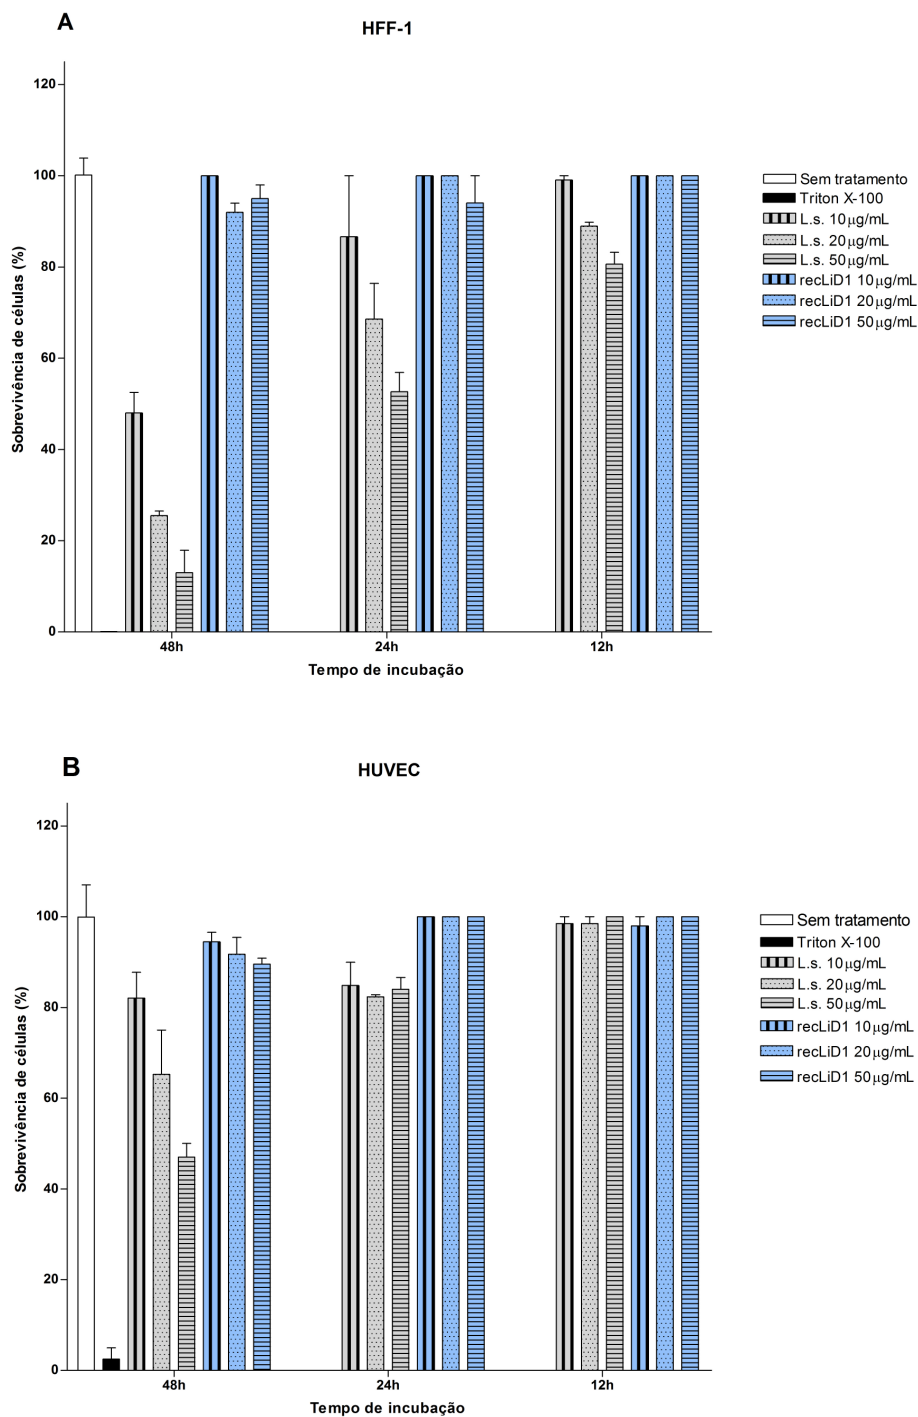 A
HFF-1
120
100
80
60
40
20
0
Sobrevivência de células (%)
48h
24h
12h
Tempo de incubação
Sem tratamento
Triton X-100
L.s. 10µg/mL
L.s. 20µg/mL
L.s. 50µg/mL
recLiD1 10µg/mL
recLiD1 20µg/mL
recLiD1 50µg/mL
B
HUVEC
120
100
80
60
40
20
0
Sobrevivência de células (%)
48h
24h
12h
Tempo de incubação
Sem tratamento
Triton X-100
L.s. 10µg/mL
L.s. 20µg/mL
L.s. 50µg/mL
recLiD1 10µg/mL
recLiD1 20µg/mL
recLiD1 50µg/mL